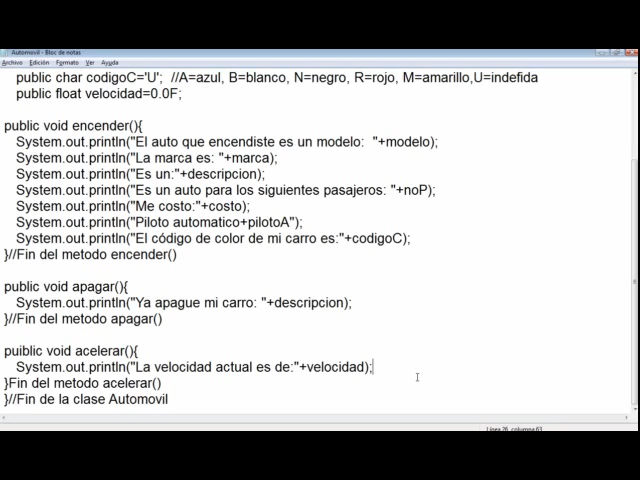 Automovil - Bloc de notas
Archivo Edición Formato Ver Ayuda
public char codigoC='U'; //A=azul, B=blanco, N=negro, R=rojo, M=amarillo,U=indefida
public float velocidad=0.0F;
public void encender(){
System.out.println("El auto que encendiste es un modelo: "+modelo);
System.out.println("La marca es: "+marca);
System.out.println("Es un:"+descripcion);
System.out.println("Es un auto para los siguientes pasajeros: "+noP);
System.out.println("Me costo:"+costo);
System.out.println("Piloto automatico+pilotoA");
System.out.println("El código de color de mi carro es:"+codigoC);
}//Fin del metodo encender()
public void apagar(){
System.out.println("Ya apague mi carro: "+descripcion);
}//Fin del metodo apagar()
puiblic void acelerar(){
System.out.println("La velocidad actual es de:"+velocidad);
}Fin del metodo acelerar()
}//Fin de la clase Automovil
Línea 26, columna 63